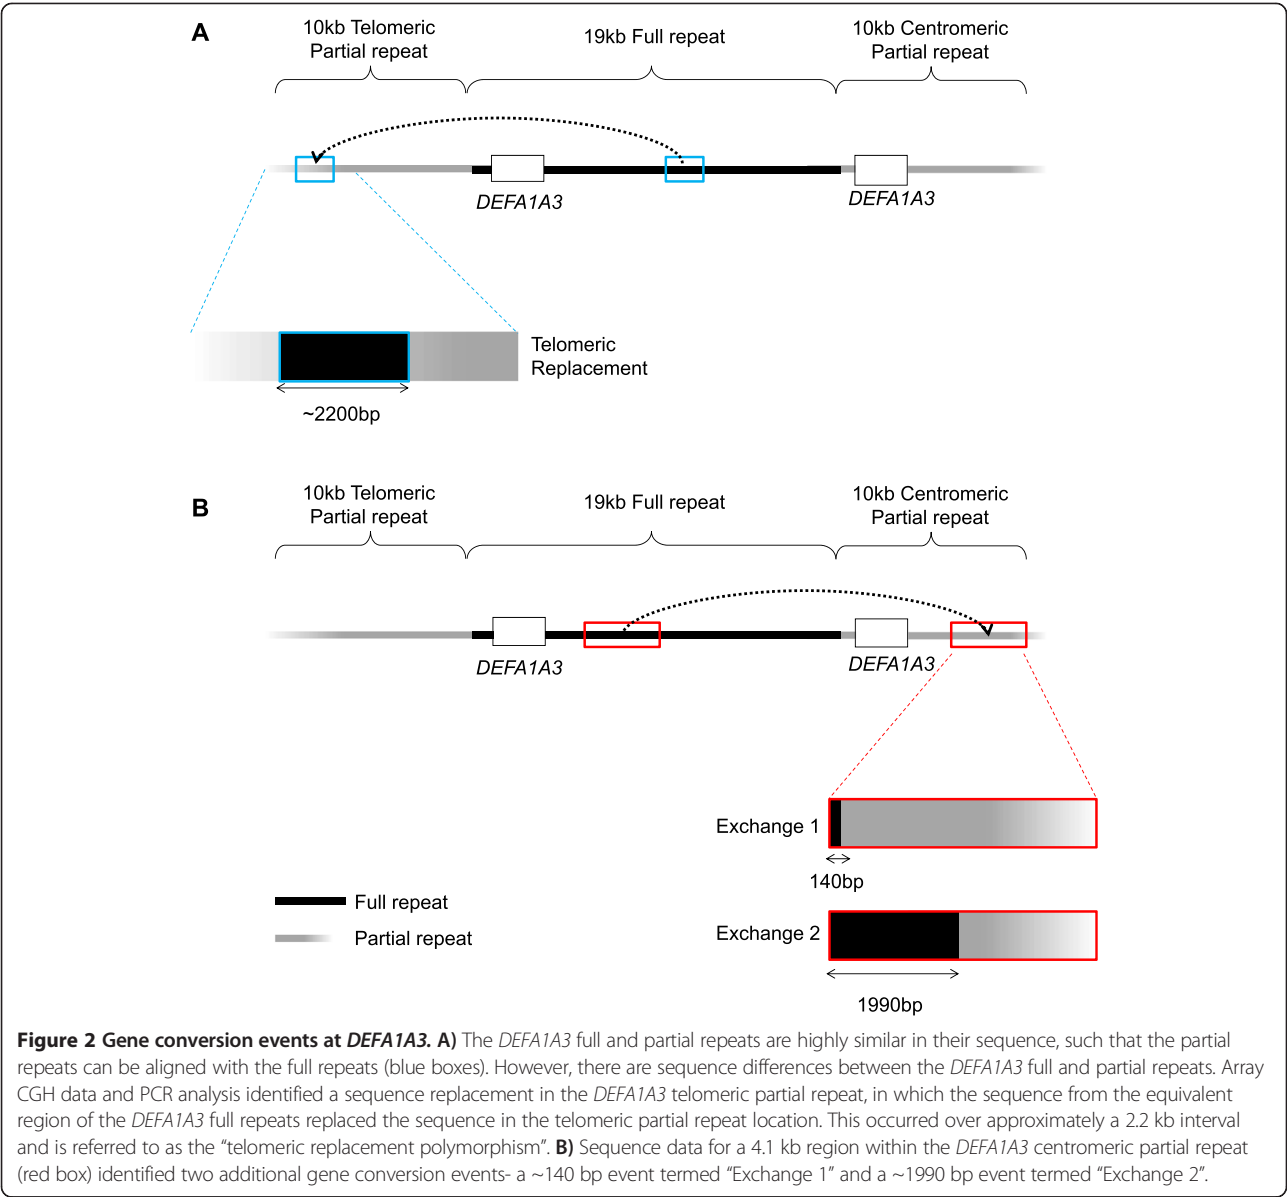 A
10kb Telomeric
Partial repeat
19kb Full repeat
10kb Centromeric
Partial repeat
DEFA1A3
DEFA1A3
Telomeric
Replacement
~2200bp
B
10kb Telomeric
Partial repeat
19kb Full repeat
10kb Centromeric
Partial repeat
DEFA1A3
DEFA1A3
Exchange 1
140bp
Full repeat
Partial repeat
Exchange 2
1990bp
Figure 2 Gene conversion events at DEFA1A3. A) The DEFA1A3 full and partial repeats are highly similar in their sequence, such that the partial
repeats can be aligned with the full repeats (blue boxes). However, there are sequence differences between the DEFA1A3 full and partial repeats. Array
CGH data and PCR analysis identified a sequence replacement in the DEFA1A3 telomeric partial repeat, in which the sequence from the equivalent
region of the DEFA1A3 full repeats replaced the sequence in the telomeric partial repeat location. This occurred over approximately a 2.2 kb interval
and is referred to as the “telomeric replacement polymorphism”. B) Sequence data for a 4.1 kb region within the DEFA1A3 centromeric partial repeat
(red box) identified two additional gene conversion events- a ~140 bp event termed “Exchange 1” and a ~1990 bp event termed “Exchange 2”.